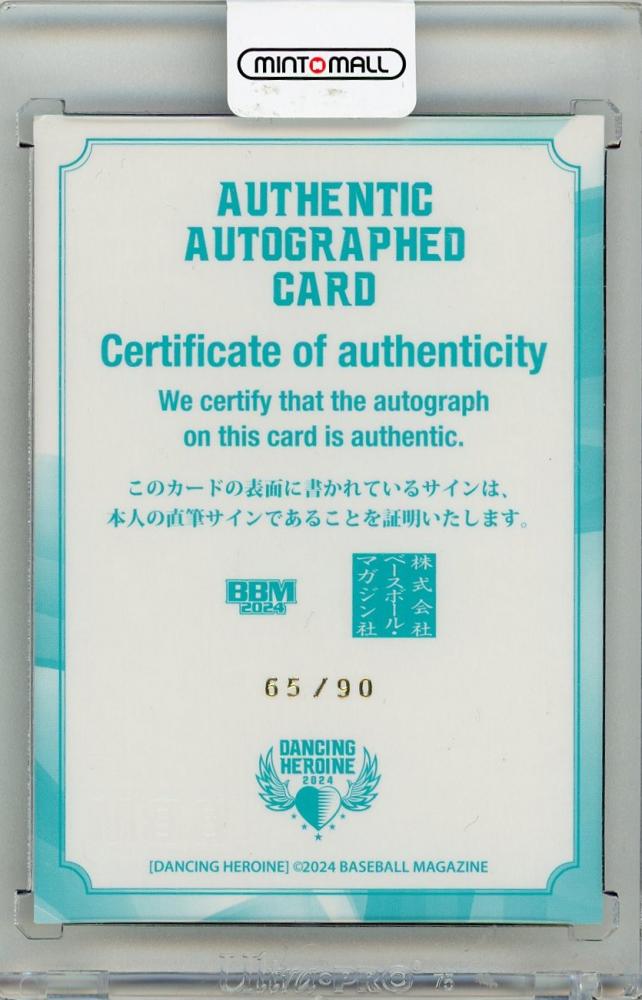 MINT MALL
AUTHENTIC
AUTOGRAPHED
CARD
Certificate of authenticity
We certify that the autograph
on this card is authentic.
このカードの表面に書かれているサインは、
本人の直筆サインであることを証明いたします。
BBM
2024
株式会社
ベースボール・
マガジン社
65/90
DANCING
HEROINE
2024
[DANCING HEROINE] ©2024 BASEBALL MAGAZINE
Ultra·PRO®